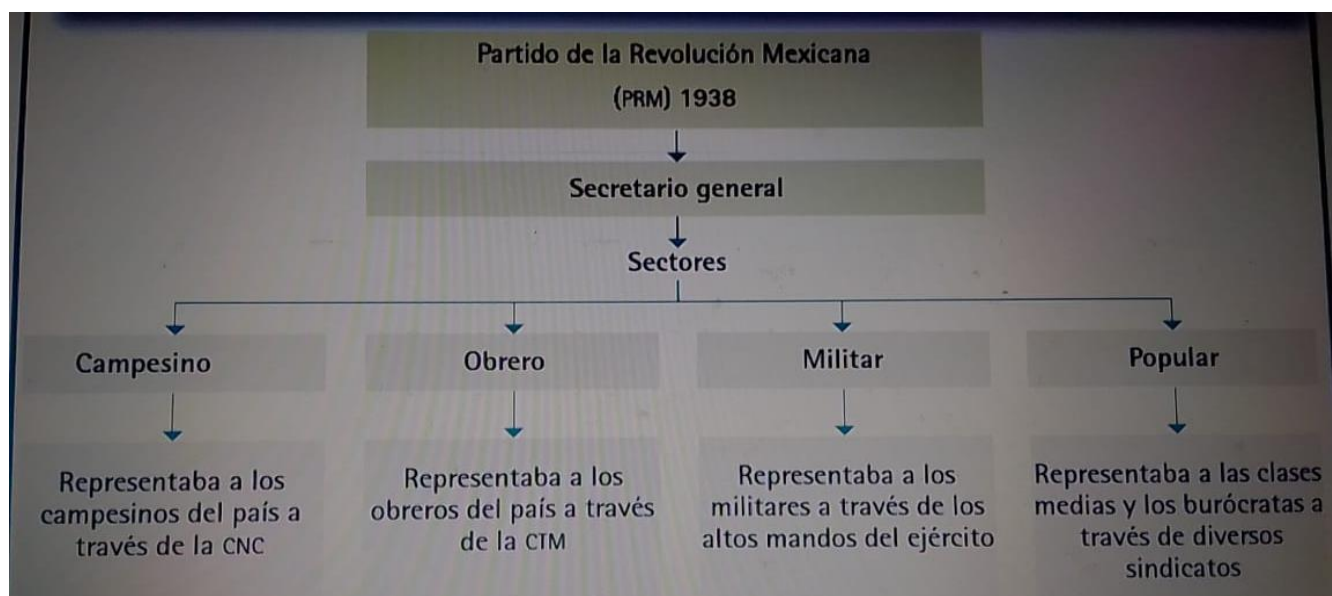 Partido de la Revolución Mexicana
(PRM) 1938
Secretario general
Sectores
Campesino
Obrero
Militar
Popular
Representaba a los
campesinos del país a
través de la CNC
Representaba a los
obreros del país a través
de la CTM
Representaba a los
militares a través de los
altos mandos del ejército
Representaba a las clases
medias y los burócratas a
través de diversos
sindicatos